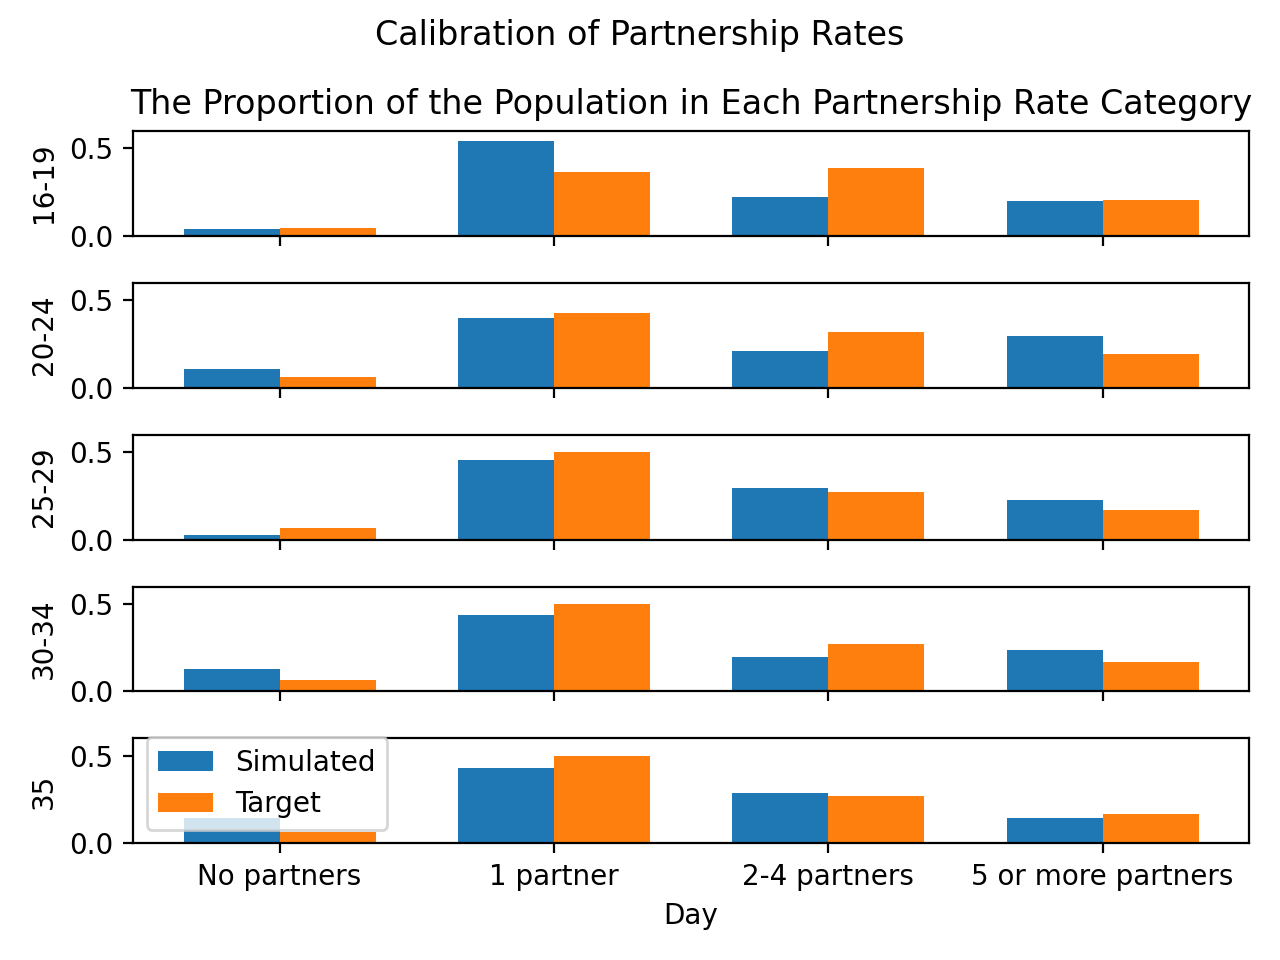 Calibration of Partnership Rates
The Proportion of the Population in Each Partnership Rate Category
0.5
16-19
0.0
0.5
20-24
0.0
0.5
25-29
0.0
0.5
30-34
0.0
0.5
35
0.0
Simulated
Target
No partners 1 partner 2-4 partners 5 or more partners
Day